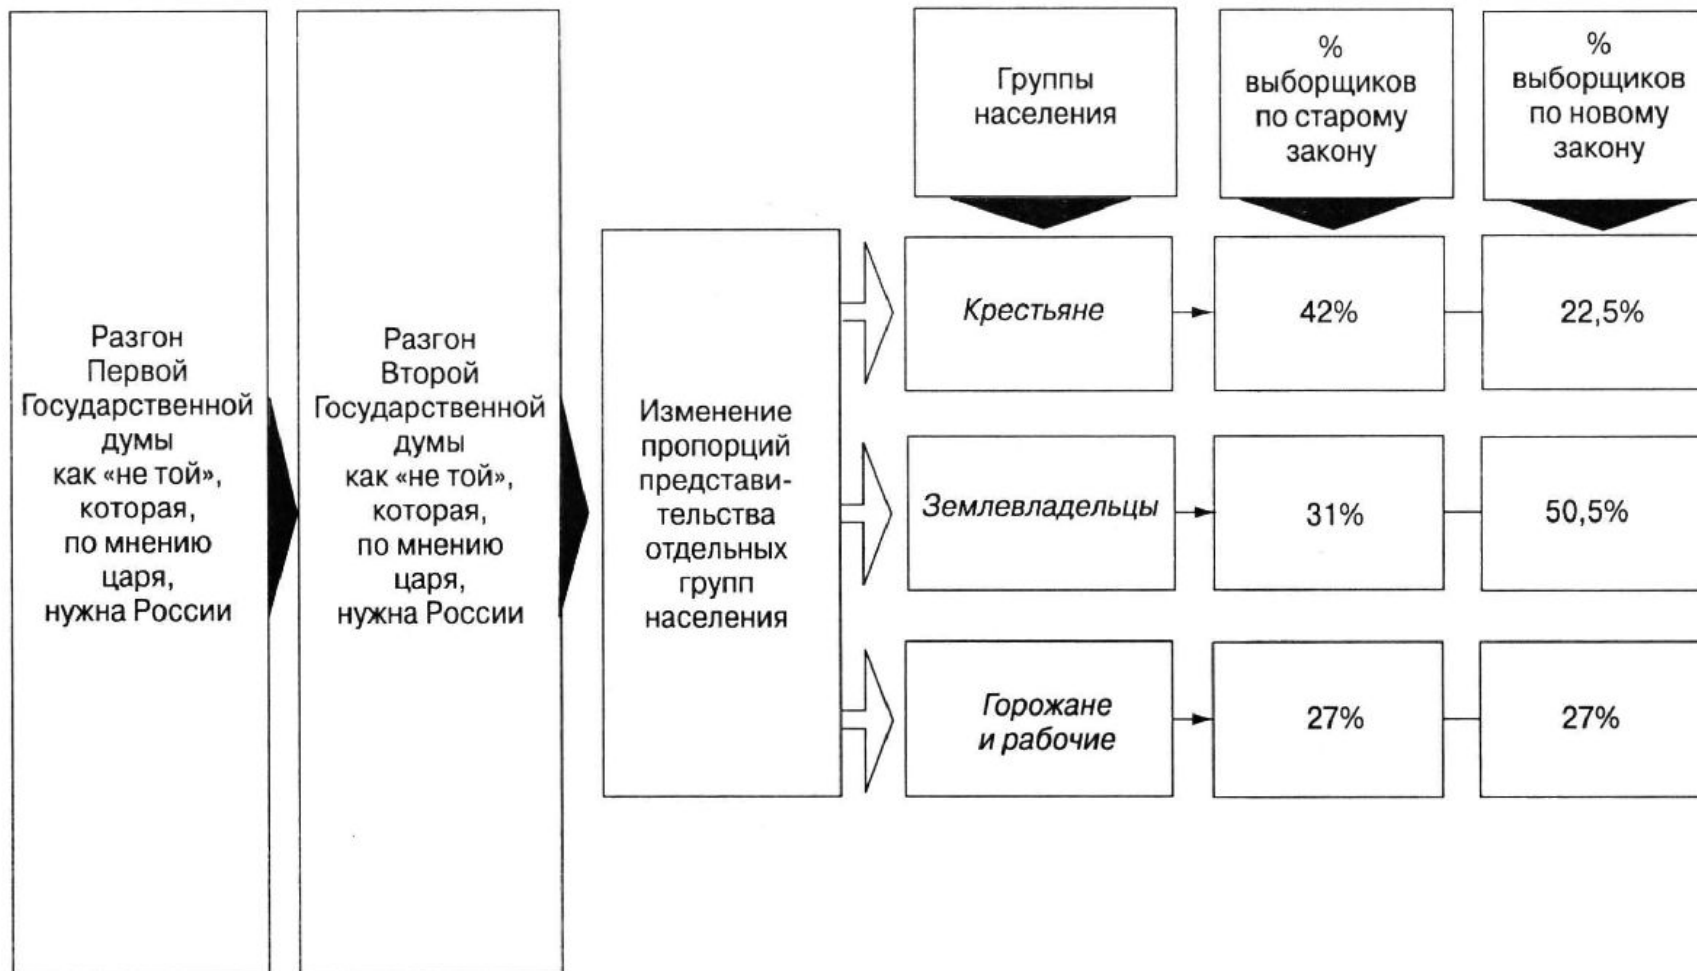 Разгон
Первой
Государственной
думы
как «не той»,
которая,
по мнению
царя,
нужна России
Разгон
Второй
Государственной
думы
как «не той»,
которая,
по мнению
царя,
нужна России
Изменение
пропорций
представи-
тельства
отдельных
групп
населения
Группы
населения
%
выборщиков
по старому
закону
%
выборщиков
по новому
закону
Крестьяне
42%
22,5%
Землевладельцы
31%
50,5%
Горожане
и рабочие
27%
27%